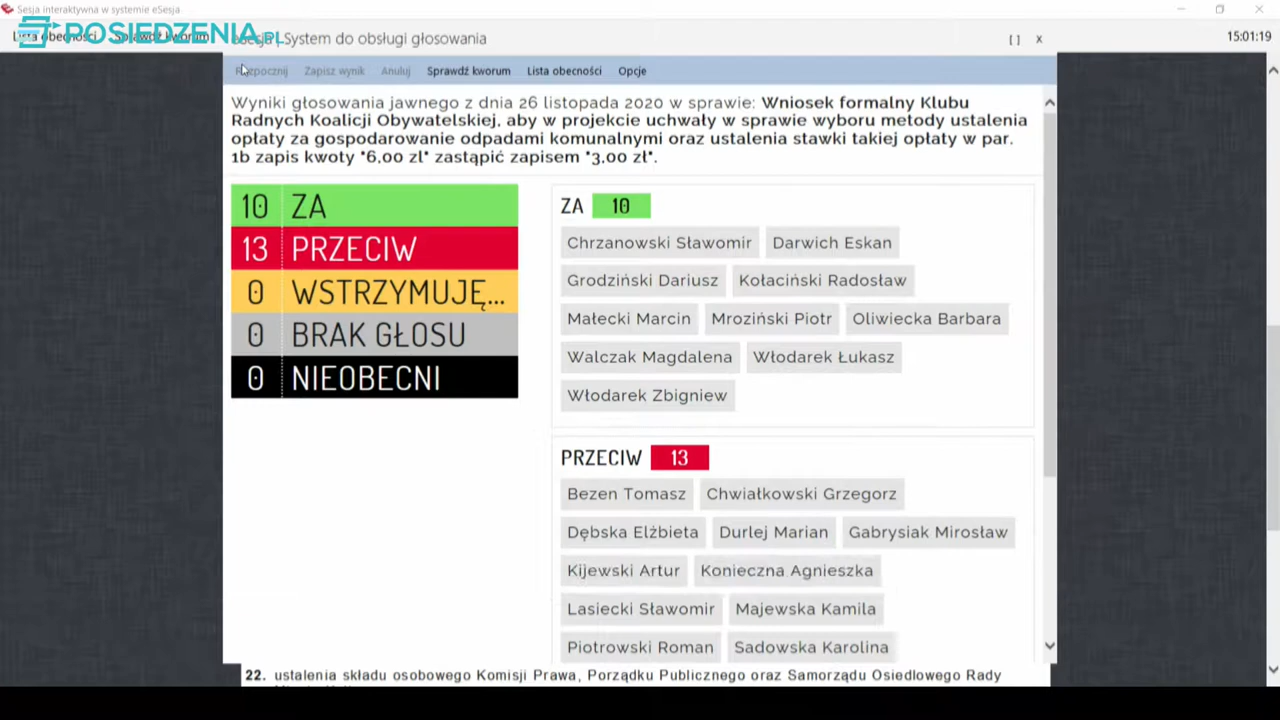 Sesja interaktywna w systemie eSesja
POSIEDZENIA.PL
Lista obecności Sprawdź kworum
eSesja | System do obsługi głosowania
[ ] x
15:01:19
Rozpocznij Zapisz wynik Anuluj Sprawdź kworum Lista obecności Opcje
Wyniki głosowania jawnego z dnia 26 listopada 2020 w sprawie: Wniosek formalny Klubu
Radnych Koalicji Obywatelskiej, aby w projekcie uchwały w sprawie wyboru metody ustalenia
opłaty za gospodarowanie odpadami komunalnymi oraz ustalenia stawki takiej opłaty w par.
1b zapis kwoty "6,00 zl" zastąpić zapisem "3,00 zł".
10 ZA
13 PRZECIW
0 WSTRZYMUJĘ...
0 BRAK GŁOSU
0 NIEOBECNI
ZA 10
Chrzanowski Sławomir Darwich Eskan
Grodziński Dariusz Kołaciński Radosław
Małecki Marcin Mroziński Piotr Oliwiecka Barbara
Walczak Magdalena Włodarek Łukasz
Włodarek Zbigniew
PRZECIW 13
Bezen Tomasz Chwiałkowski Grzegorz
Dębska Elżbieta Durlej Marian Gabrysiak Mirosław
Kijewski Artur Konieczna Agnieszka
Lasiecki Sławomir Majewska Kamila
Piotrowski Roman Sadowska Karolina
22. ustalenia składu osobowego Komisji Prawa, Porządku Publicznego oraz Samorządu Osiedlowego Rady